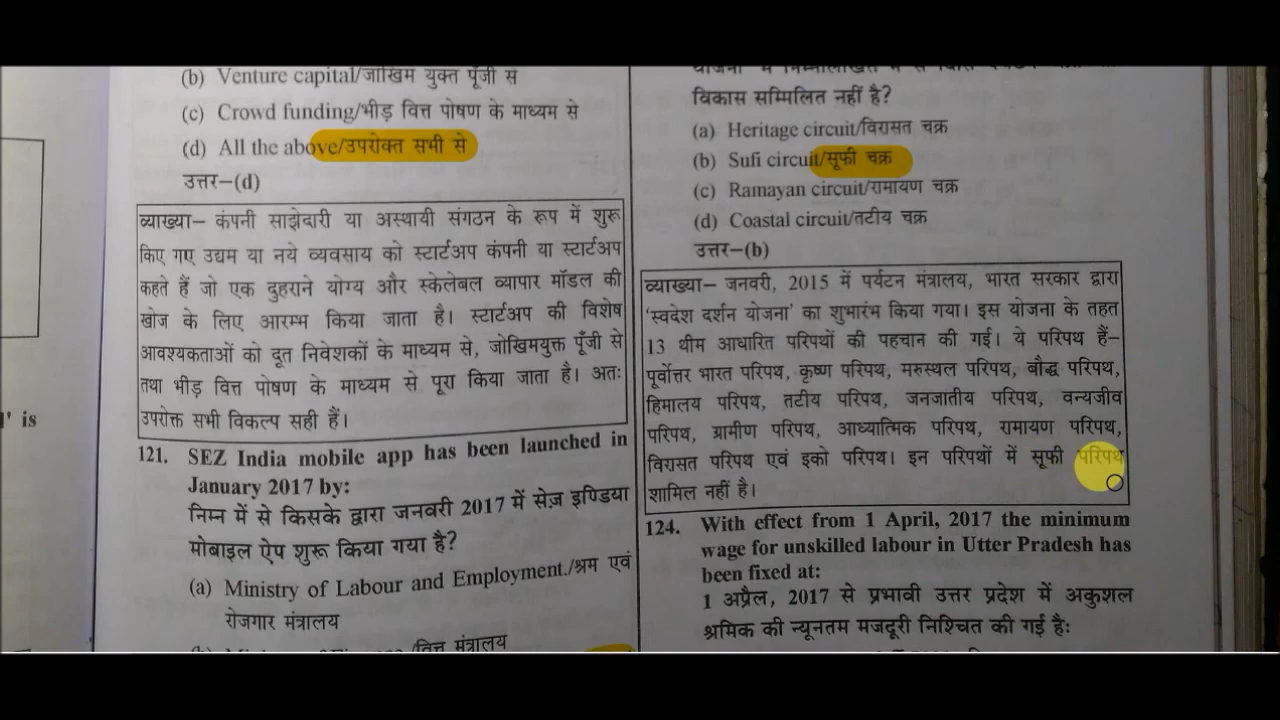 (b) Venture capital/जोखिम युक्त पूँजी से
(c) Crowd funding/भीड़ वित्त पोषण के माध्यम से
(d) All the above/उपरोक्त सभी से
उत्तर–(d)
व्याख्या– कंपनी साझेदारी या अस्थायी संगठन के रूप में शुरू
किए गए उद्यम या नये व्यवसाय को स्टार्टअप कंपनी या स्टार्टअप
कहते हैं जो एक दुहराने योग्य और स्केलेबल व्यापार मॉडल की
खोज के लिए आरम्भ किया जाता है। स्टार्टअप की विशेष
आवश्यकताओं को दूत निवेशकों के माध्यम से, जोखिमयुक्त पूँजी से
तथा भीड़ वित्त पोषण के माध्यम से पूरा किया जाता है। अतः
उपरोक्त सभी विकल्प सही हैं।
121. SEZ India mobile app has been launched in
January 2017 by:
निम्न में से किसके द्वारा जनवरी 2017 में सेज़ इण्डिया
मोबाइल ऐप शुरू किया गया है?
(a) Ministry of Labour and Employment./श्रम एवं
रोजगार मंत्रालय
/वित्त मंत्रालय
' is
विकास सम्मिलित नहीं है?
(a) Heritage circuit/विरासत चक्र
(b) Sufi circuit/सूफी चक्र
(c) Ramayan circuit/रामायण चक्र
(d) Coastal circuit/तटीय चक्र
उत्तर–(b)
व्याख्या– जनवरी, 2015 में पर्यटन मंत्रालय, भारत सरकार द्वारा
'स्वदेश दर्शन योजना' का शुभारंभ किया गया। इस योजना के तहत
13 थीम आधारित परिपथों की पहचान की गई। ये परिपथ हैं–
पूर्वोत्तर भारत परिपथ, कृष्ण परिपथ, मरुस्थल परिपथ, बौद्ध परिपथ,
हिमालय परिपथ, तटीय परिपथ, जनजातीय परिपथ, वन्यजीव
परिपथ, ग्रामीण परिपथ, आध्यात्मिक परिपथ, रामायण परिपथ,
विरासत परिपथ एवं इको परिपथ। इन परिपथों में सूफी परिपथ
शामिल नहीं है।
124. With effect from 1 April, 2017 the minimum
wage for unskilled labour in Utter Pradesh has
been fixed at:
1 अप्रैल, 2017 से प्रभावी उत्तर प्रदेश में अकुशल
श्रमिक की न्यूनतम मजदूरी निश्चित की गई हैः